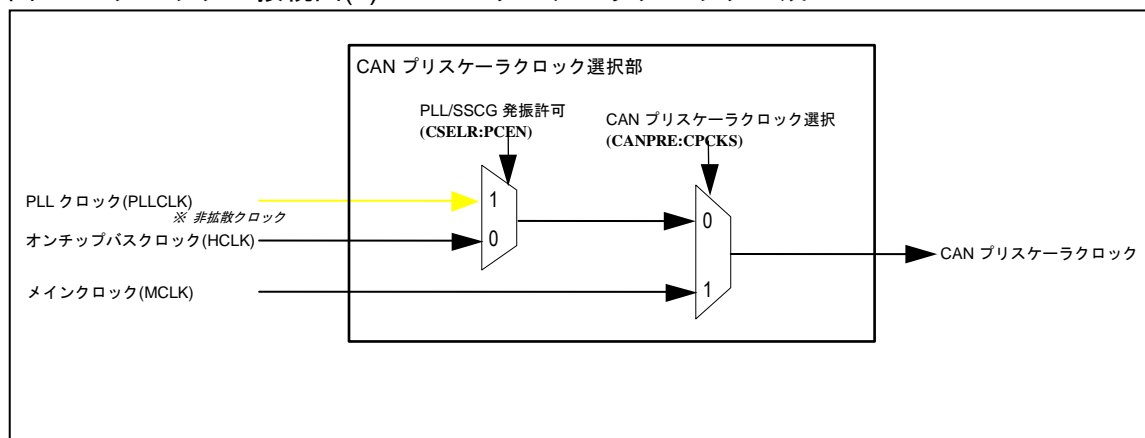 CAN プリスケーラクロック選択部
PLL/SSCG 発振許可
(CSELR:PCEN)
CAN プリスケーラクロック選択
(CANPRE:CPCKS)
PLL クロック(PLLCLK)
1
※ 非拡散クロック
0
オンチップバスクロック(HCLK)
0
CAN プリスケーラクロック
メインクロック(MCLK)
1